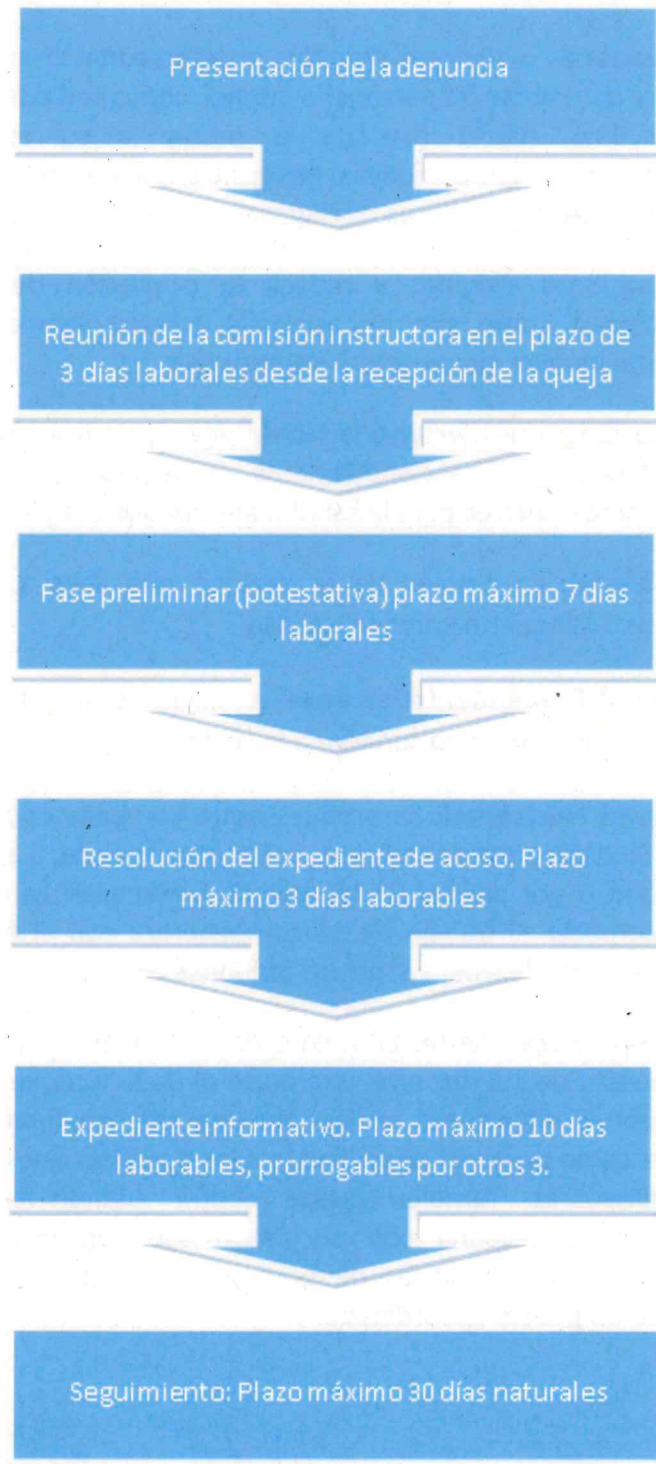 Presentación de la denuncia
Reunión de la comisión instructora en el plazo de
3 días laborales desde la recepción de la queja
Fase preliminar (potestativa) plazo máximo 7 días
laborales
Resolución del expediente de acoso. Plazo
máximo 3 días laborables
Expediente informativo. Plazo máximo 10 días
laborables, prorrogables por otros 3.
Seguimiento: Plazo máximo 30 días naturales